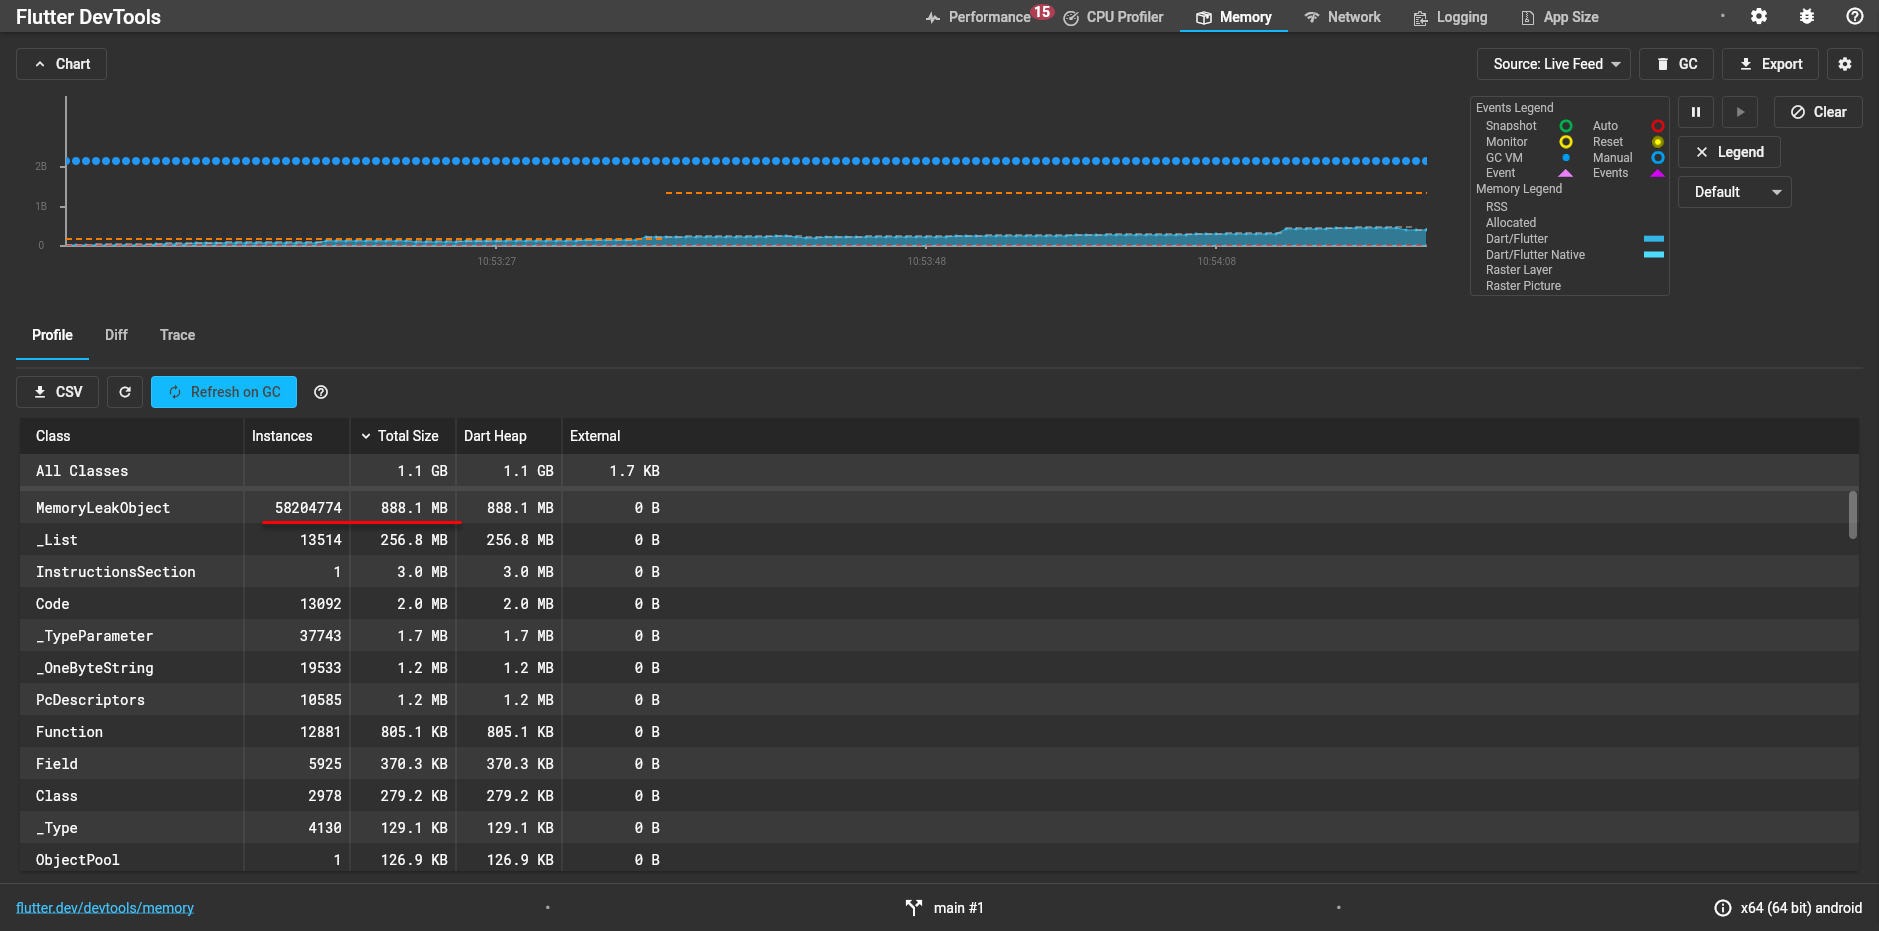 Flutter DevTools
Performance 15 CPU Profiler Memory Network Logging App Size
Chart
Source: Live Feed GC Export
Events Legend
Snapshot Auto
Monitor Reset
GC VM Manual
Event Events
Memory Legend
RSS
Allocated
Dart/Flutter
Dart/Flutter Native
Raster Layer
Raster Picture
Clear
Legend
Default
2B
1B
0
10:53:27 10:53:48 10:54:08
Profile Diff Trace
CSV Refresh on GC
Class Instances Total Size Dart Heap External
All Classes 1.1 GB 1.1 GB 1.7 KB
MemoryLeakObject 58204774 888.1 MB 888.1 MB 0 B
_List 13514 256.8 MB 256.8 MB 0 B
InstructionsSection 1 3.0 MB 3.0 MB 0 B
Code 13092 2.0 MB 2.0 MB 0 B
_TypeParameter 37743 1.7 MB 1.7 MB 0 B
_OneByteString 19533 1.2 MB 1.2 MB 0 B
PcDescriptors 10585 1.2 MB 1.2 MB 0 B
Function 12881 805.1 KB 805.1 KB 0 B
Field 5925 370.3 KB 370.3 KB 0 B
Class 2978 279.2 KB 279.2 KB 0 B
_Type 4130 129.1 KB 129.1 KB 0 B
ObjectPool 1 126.9 KB 126.9 KB 0 B
flutter.dev/devtools/memory • main #1 • x64 (64 bit) android